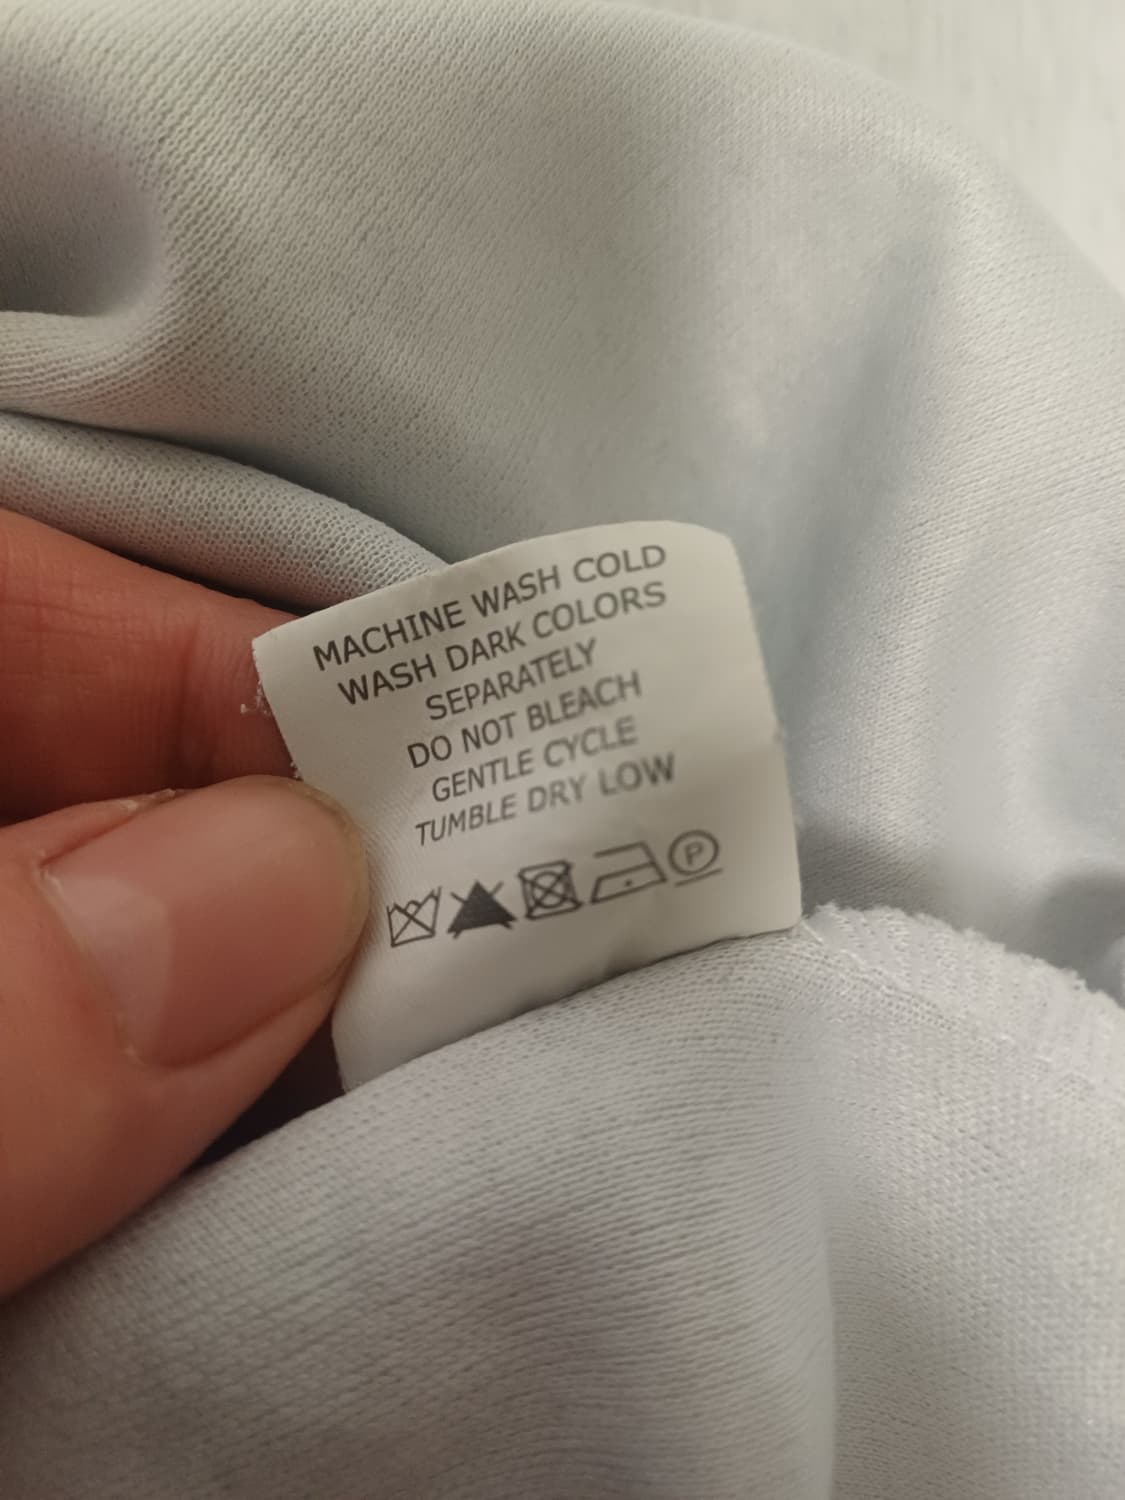 MACHINE WASH COLD
WASH DARK COLORS
SEPARATELY
DO NOT BLEACH
GENTLE CYCLE
TUMBLE DRY LOW
P